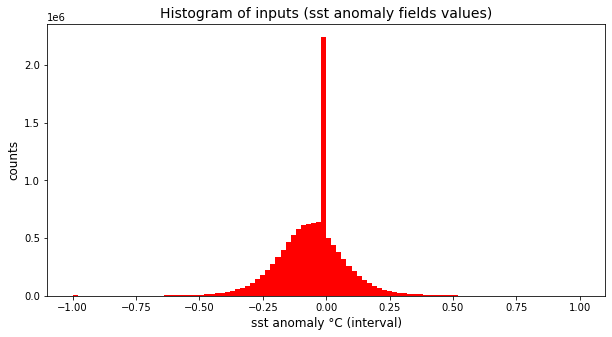 Histogram of inputs (sst anomaly fields values)
1e6
2.0
1.5
1.0
0.5
0.0
counts
−1.00 −0.75 −0.50 −0.25 0.00 0.25 0.50 0.75 1.00
sst anomaly °C (interval)